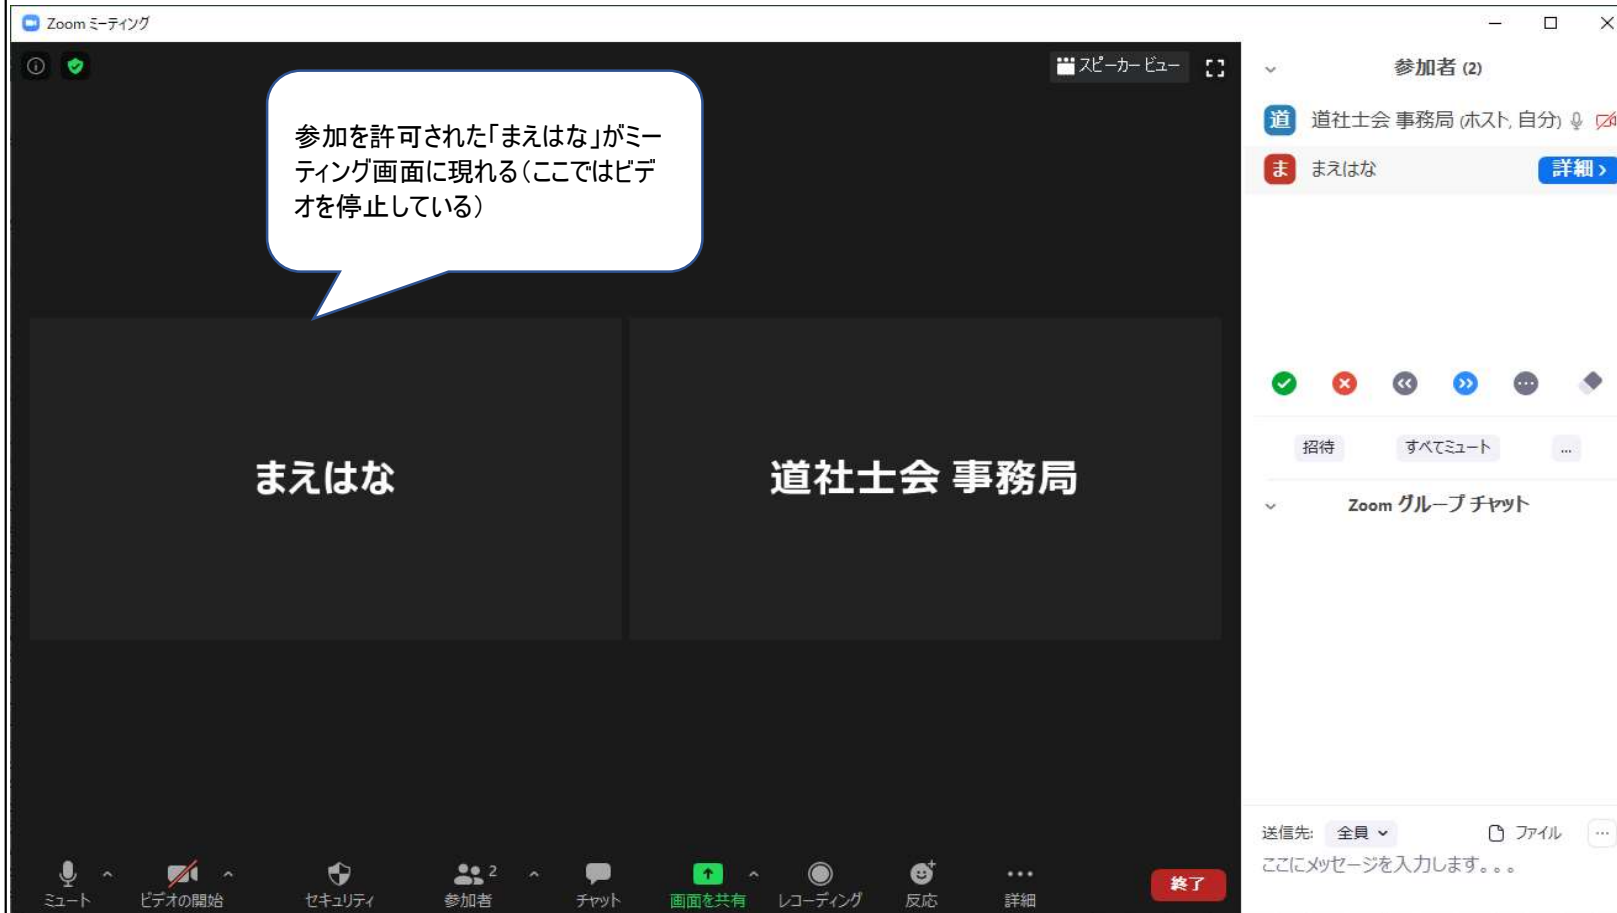 Zoom ミーティング
スピーカー ビュー
参加を許可された「まえはな」がミー
ティング画面に現れる(ここではビデ
オを停止している)
まえはな
道社士会 事務局
ミュート
ビデオの開始
セキュリティ
2
参加者
チャット
画面を共有
レコーディング
反応
詳細
終了
参加者 (2)
道 道社士会 事務局 (ホスト, 自分)
ま まえはな 詳細 >
招待 すべてミュート ...
Zoom グループ チャット
送信先: 全員 ファイル ...
ここにメッセージを入力します。。。